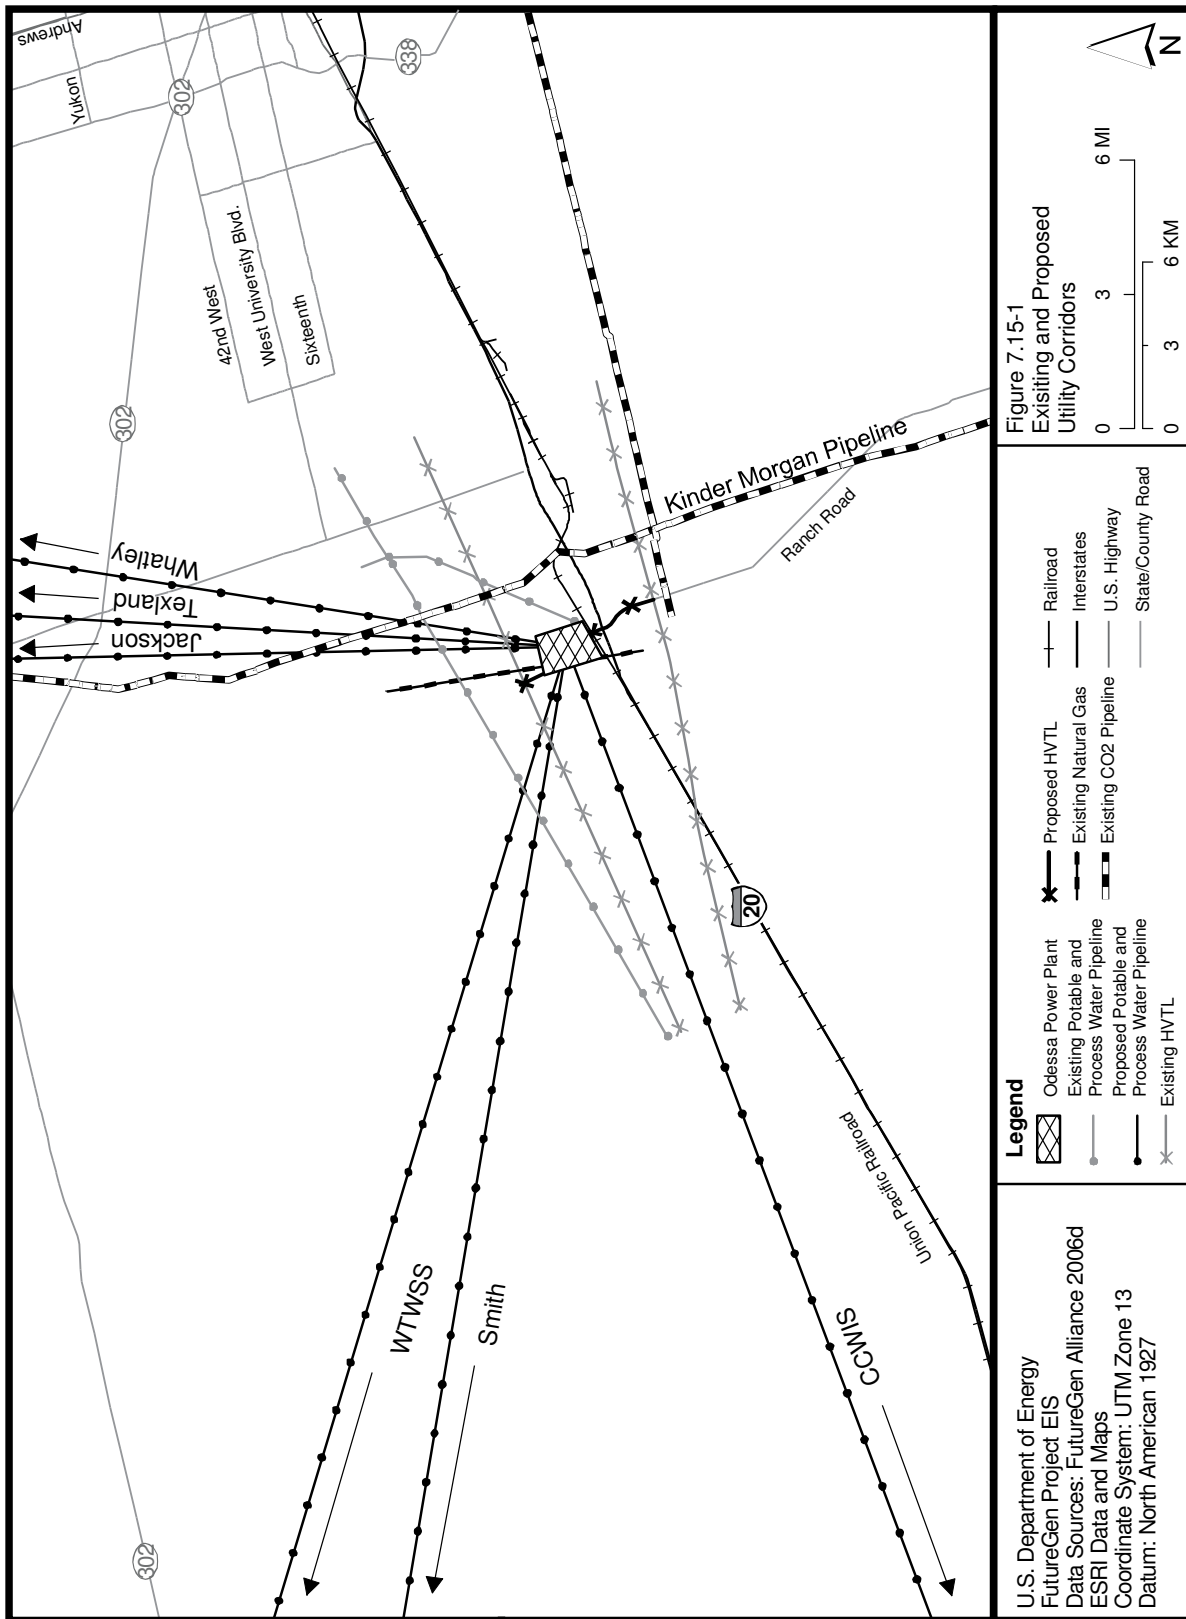 Andrews
Yukon
302
338
302
42nd West
West University Blvd.
Sixteenth
Whatley
Texland
Jackson
Kinder Morgan Pipeline
Ranch Road
20
Union Pacific Railroad
WTWSS
Smith
CCWIS
302
U.S. Department of Energy
FutureGen Project EIS
Data Sources: FutureGen Alliance 2006d
ESRI Data and Maps
Coordinate System: UTM Zone 13
Datum: North American 1927
Legend
Odessa Power Plant
Existing Potable and
Process Water Pipeline
Proposed Potable and
Process Water Pipeline
Existing HVTL
Proposed HVTL
Existing Natural Gas
Existing CO2 Pipeline
Railroad
Interstates
U.S. Highway
State/County Road
Figure 7.15-1
Exisiting and Proposed
Utility Corridors
0 3 6 MI
0 3 6 KM
N